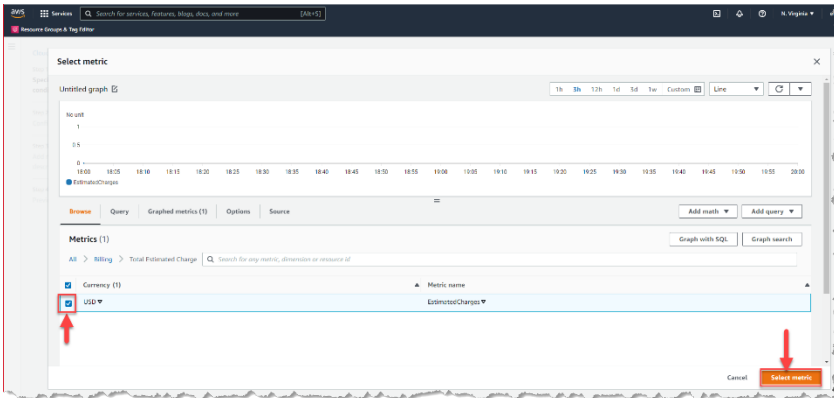 aws Services Search for services, features, blogs, docs, and more [Alt+S] N. Virginia
Resource Groups & Tag Editor
Select metric
Untitled graph 1h 3h 12h 1d 3d 1w Custom Line
No unit
1
0.5
0
18:00 18:05 18:10 18:15 18:20 18:25 18:30 18:35 18:40 18:45 18:50 18:55 19:00 19:05 19:10 19:15 19:20 19:25 19:30 19:35 19:40 19:45 19:50 19:55 20:00
EstimatedCharges
Browse Query Graphed metrics (1) Options Source Add math Add query
Metrics (1) Graph with SQL Graph search
All > Billing > Total Estimated Charge Search for any metric, dimension or resource id
Currency (1) Metric name
USD EstimatedCharges
Cancel Select metric